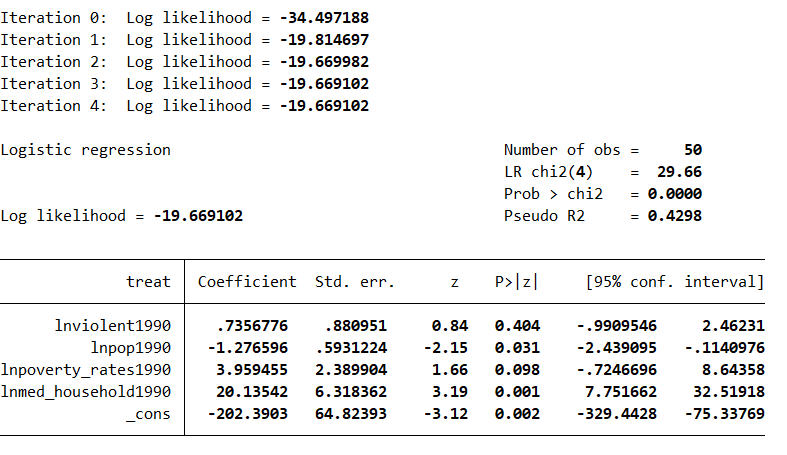 Iteration 0:  Log likelihood = -34.497188
Iteration 1:  Log likelihood = -19.814697
Iteration 2:  Log likelihood = -19.669982
Iteration 3:  Log likelihood = -19.669102
Iteration 4:  Log likelihood = -19.669102
Logistic regression Number of obs = 50
LR chi2(4) = 29.66
Prob > chi2 = 0.0000
Log likelihood = -19.669102 Pseudo R2 = 0.4298
treat Coefficient Std. err. z P>|z| [95% conf. interval]
lnviolent1990 .7356776 .880951 0.84 0.404 -.9909546 2.46231
lnpop1990 -1.276596 .5931224 -2.15 0.031 -2.439095 -.1140976
lnpoverty_rates1990 3.959455 2.389904 1.66 0.098 -.7246696 8.64358
lnmed_household1990 20.13542 6.318362 3.19 0.001 7.751662 32.51918
_cons -202.3903 64.82393 -3.12 0.002 -329.4428 -75.33769